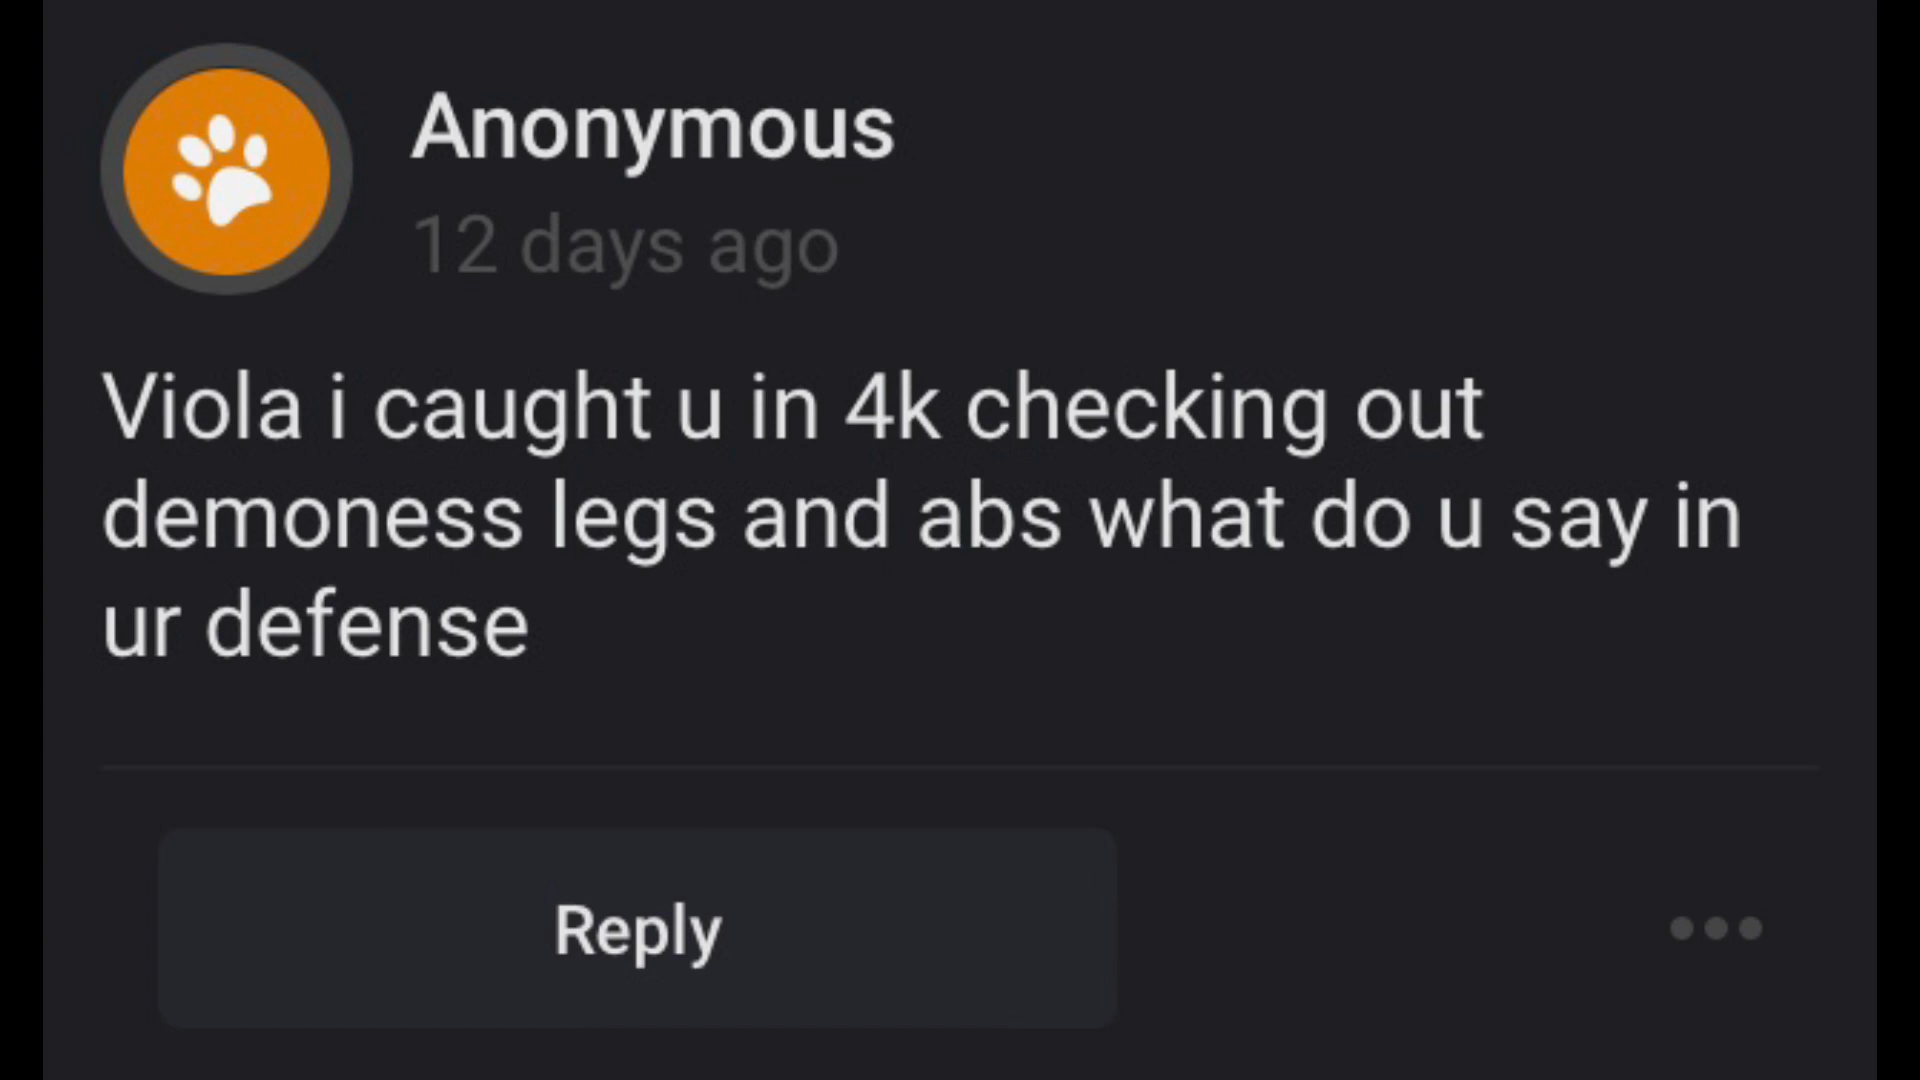 Anonymous
12 days ago
Viola i caught u in 4k checking out
demoness legs and abs what do u say in
ur defense
Reply